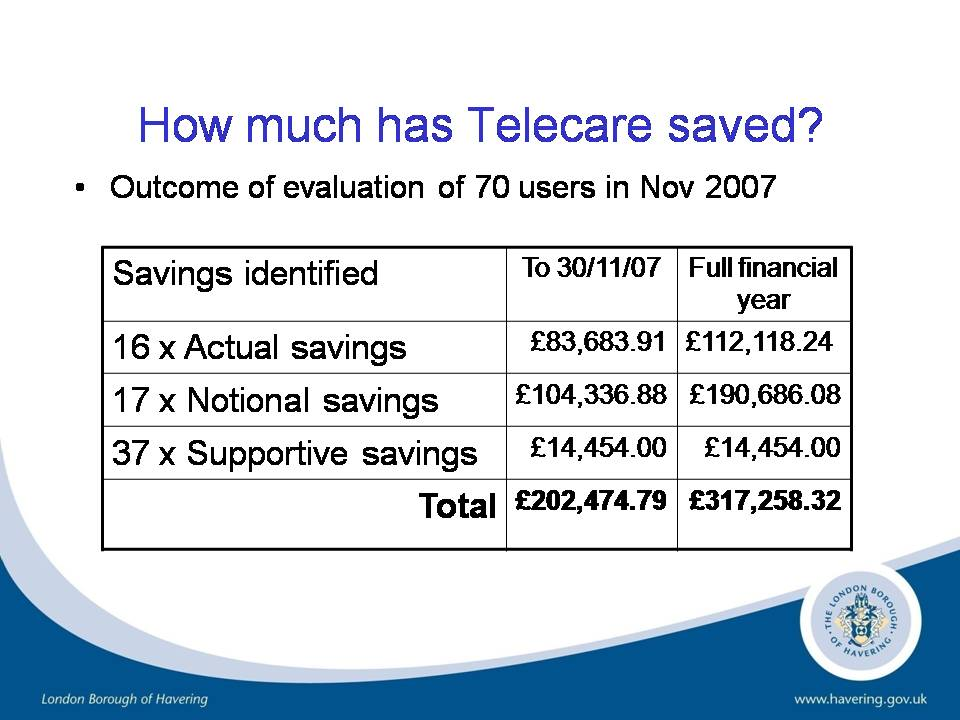 How much has Telecare saved?
• Outcome of evaluation of 70 users in Nov 2007
Savings identified To 30/11/07 Full financial year
16 x Actual savings £83,683.91 £112,118.24
17 x Notional savings £104,336.88 £190,686.08
37 x Supportive savings £14,454.00 £14,454.00
Total £202,474.79 £317,258.32
THE LONDON BOROUGH OF HAVERING
London Borough of Havering
www.havering.gov.uk